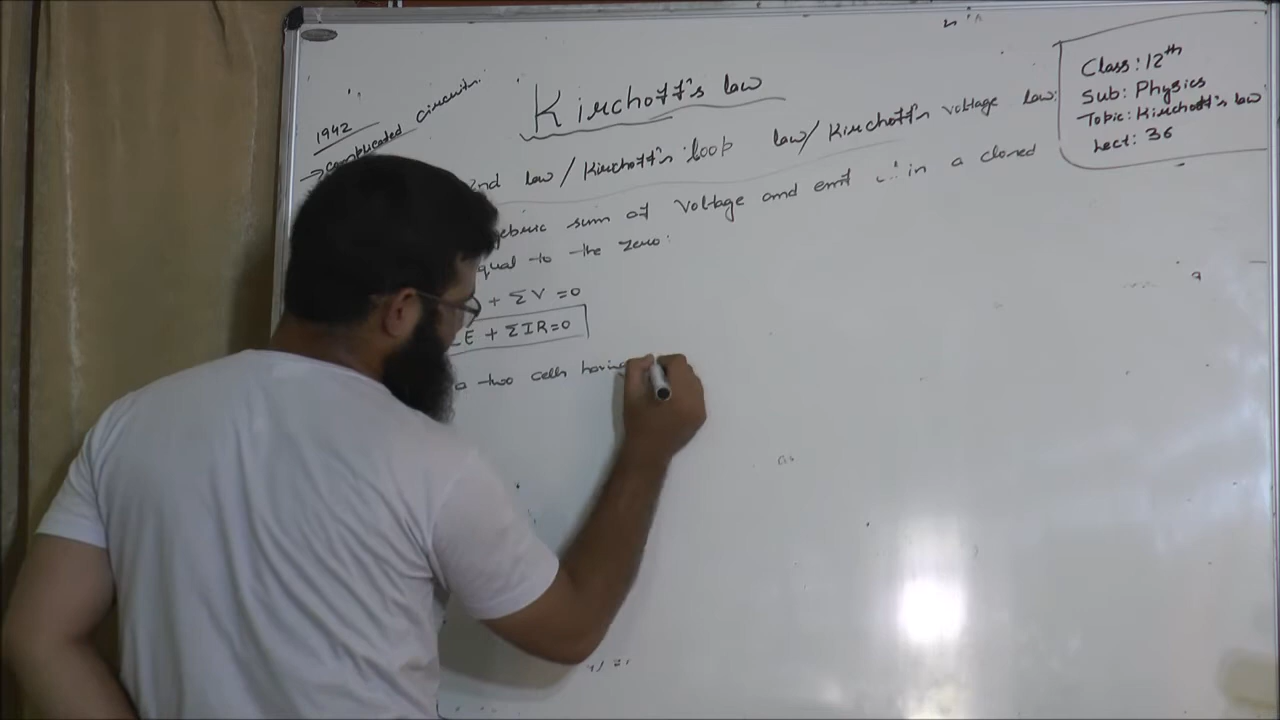 Kirchoff's law
Class: 12th
Sub: Physics
Topic: Kirchoff's law
Lect: 36
1942
→ complicated circuits.
2nd law / Kirchoff's loop law / Kirchoff's voltage law:
sum of voltage and emf in a closed
equal to the zero:
+ ΣV = 0
ΣE + ΣIR = 0
a two cells having